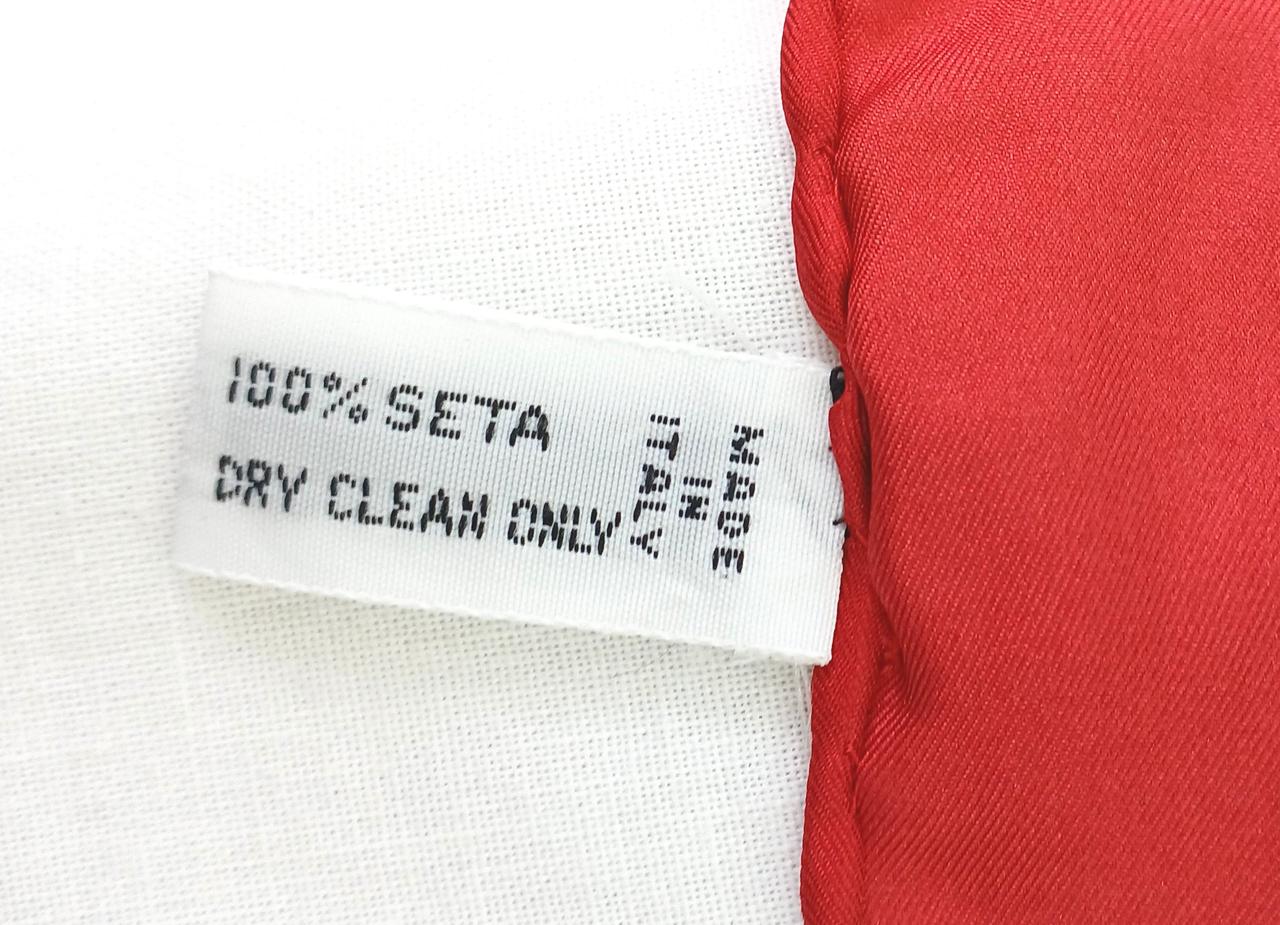 100% SETA
DRY CLEAN ONLY
MADE
IN
ITALY